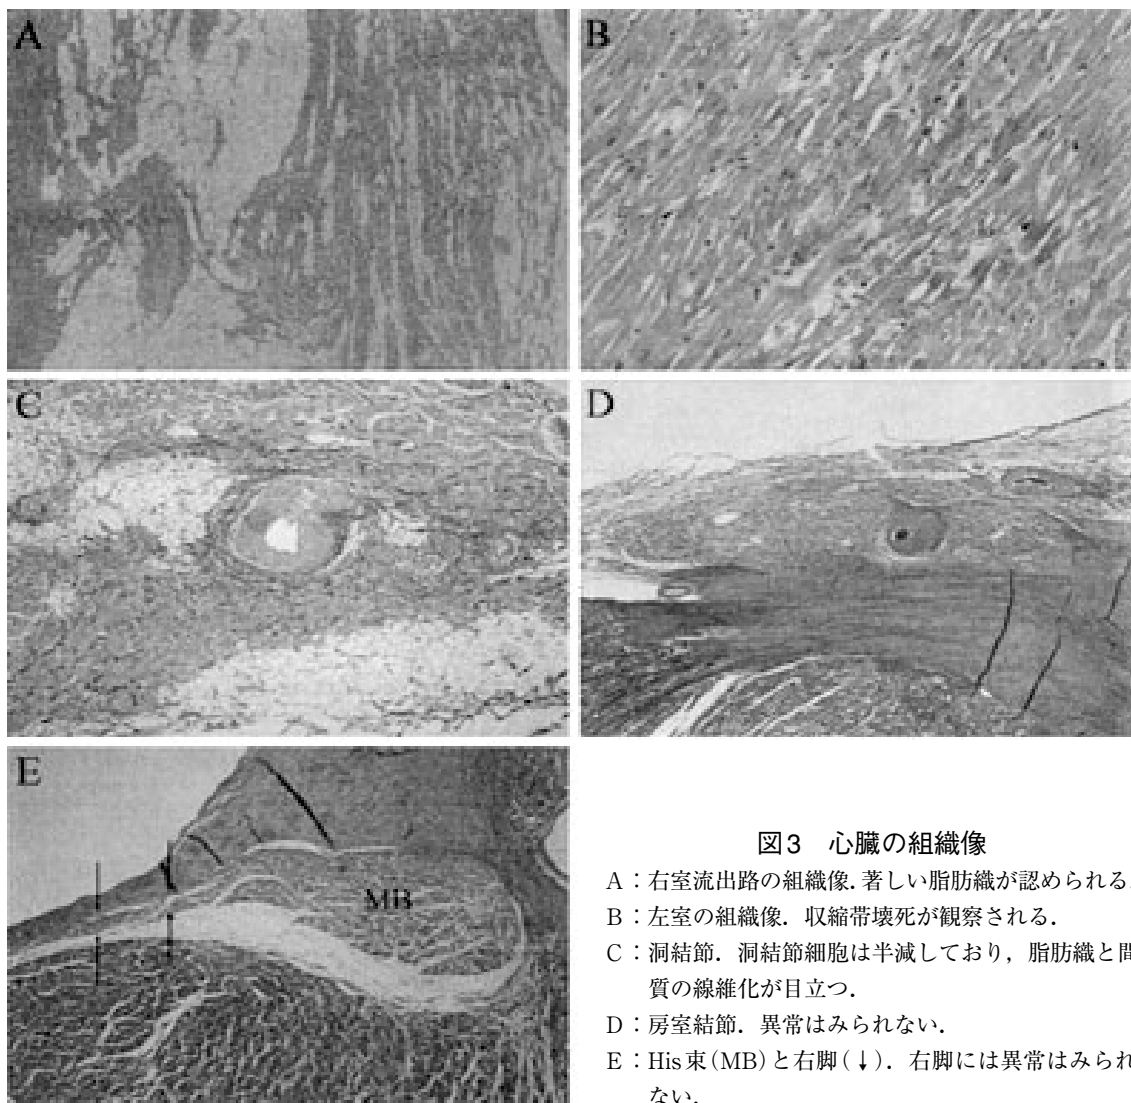 A
B
C
D
E
MB
図3 心臓の組織像
A：右室流出路の組織像．著しい脂肪織が認められる．
B：左室の組織像．収縮帯壊死が観察される．
C：洞結節．洞結節細胞は半減しており，脂肪織と間
質の線維化が目立つ．
D：房室結節．異常はみられない．
E：His束(MB)と右脚(↓)．右脚には異常はみられ
ない．